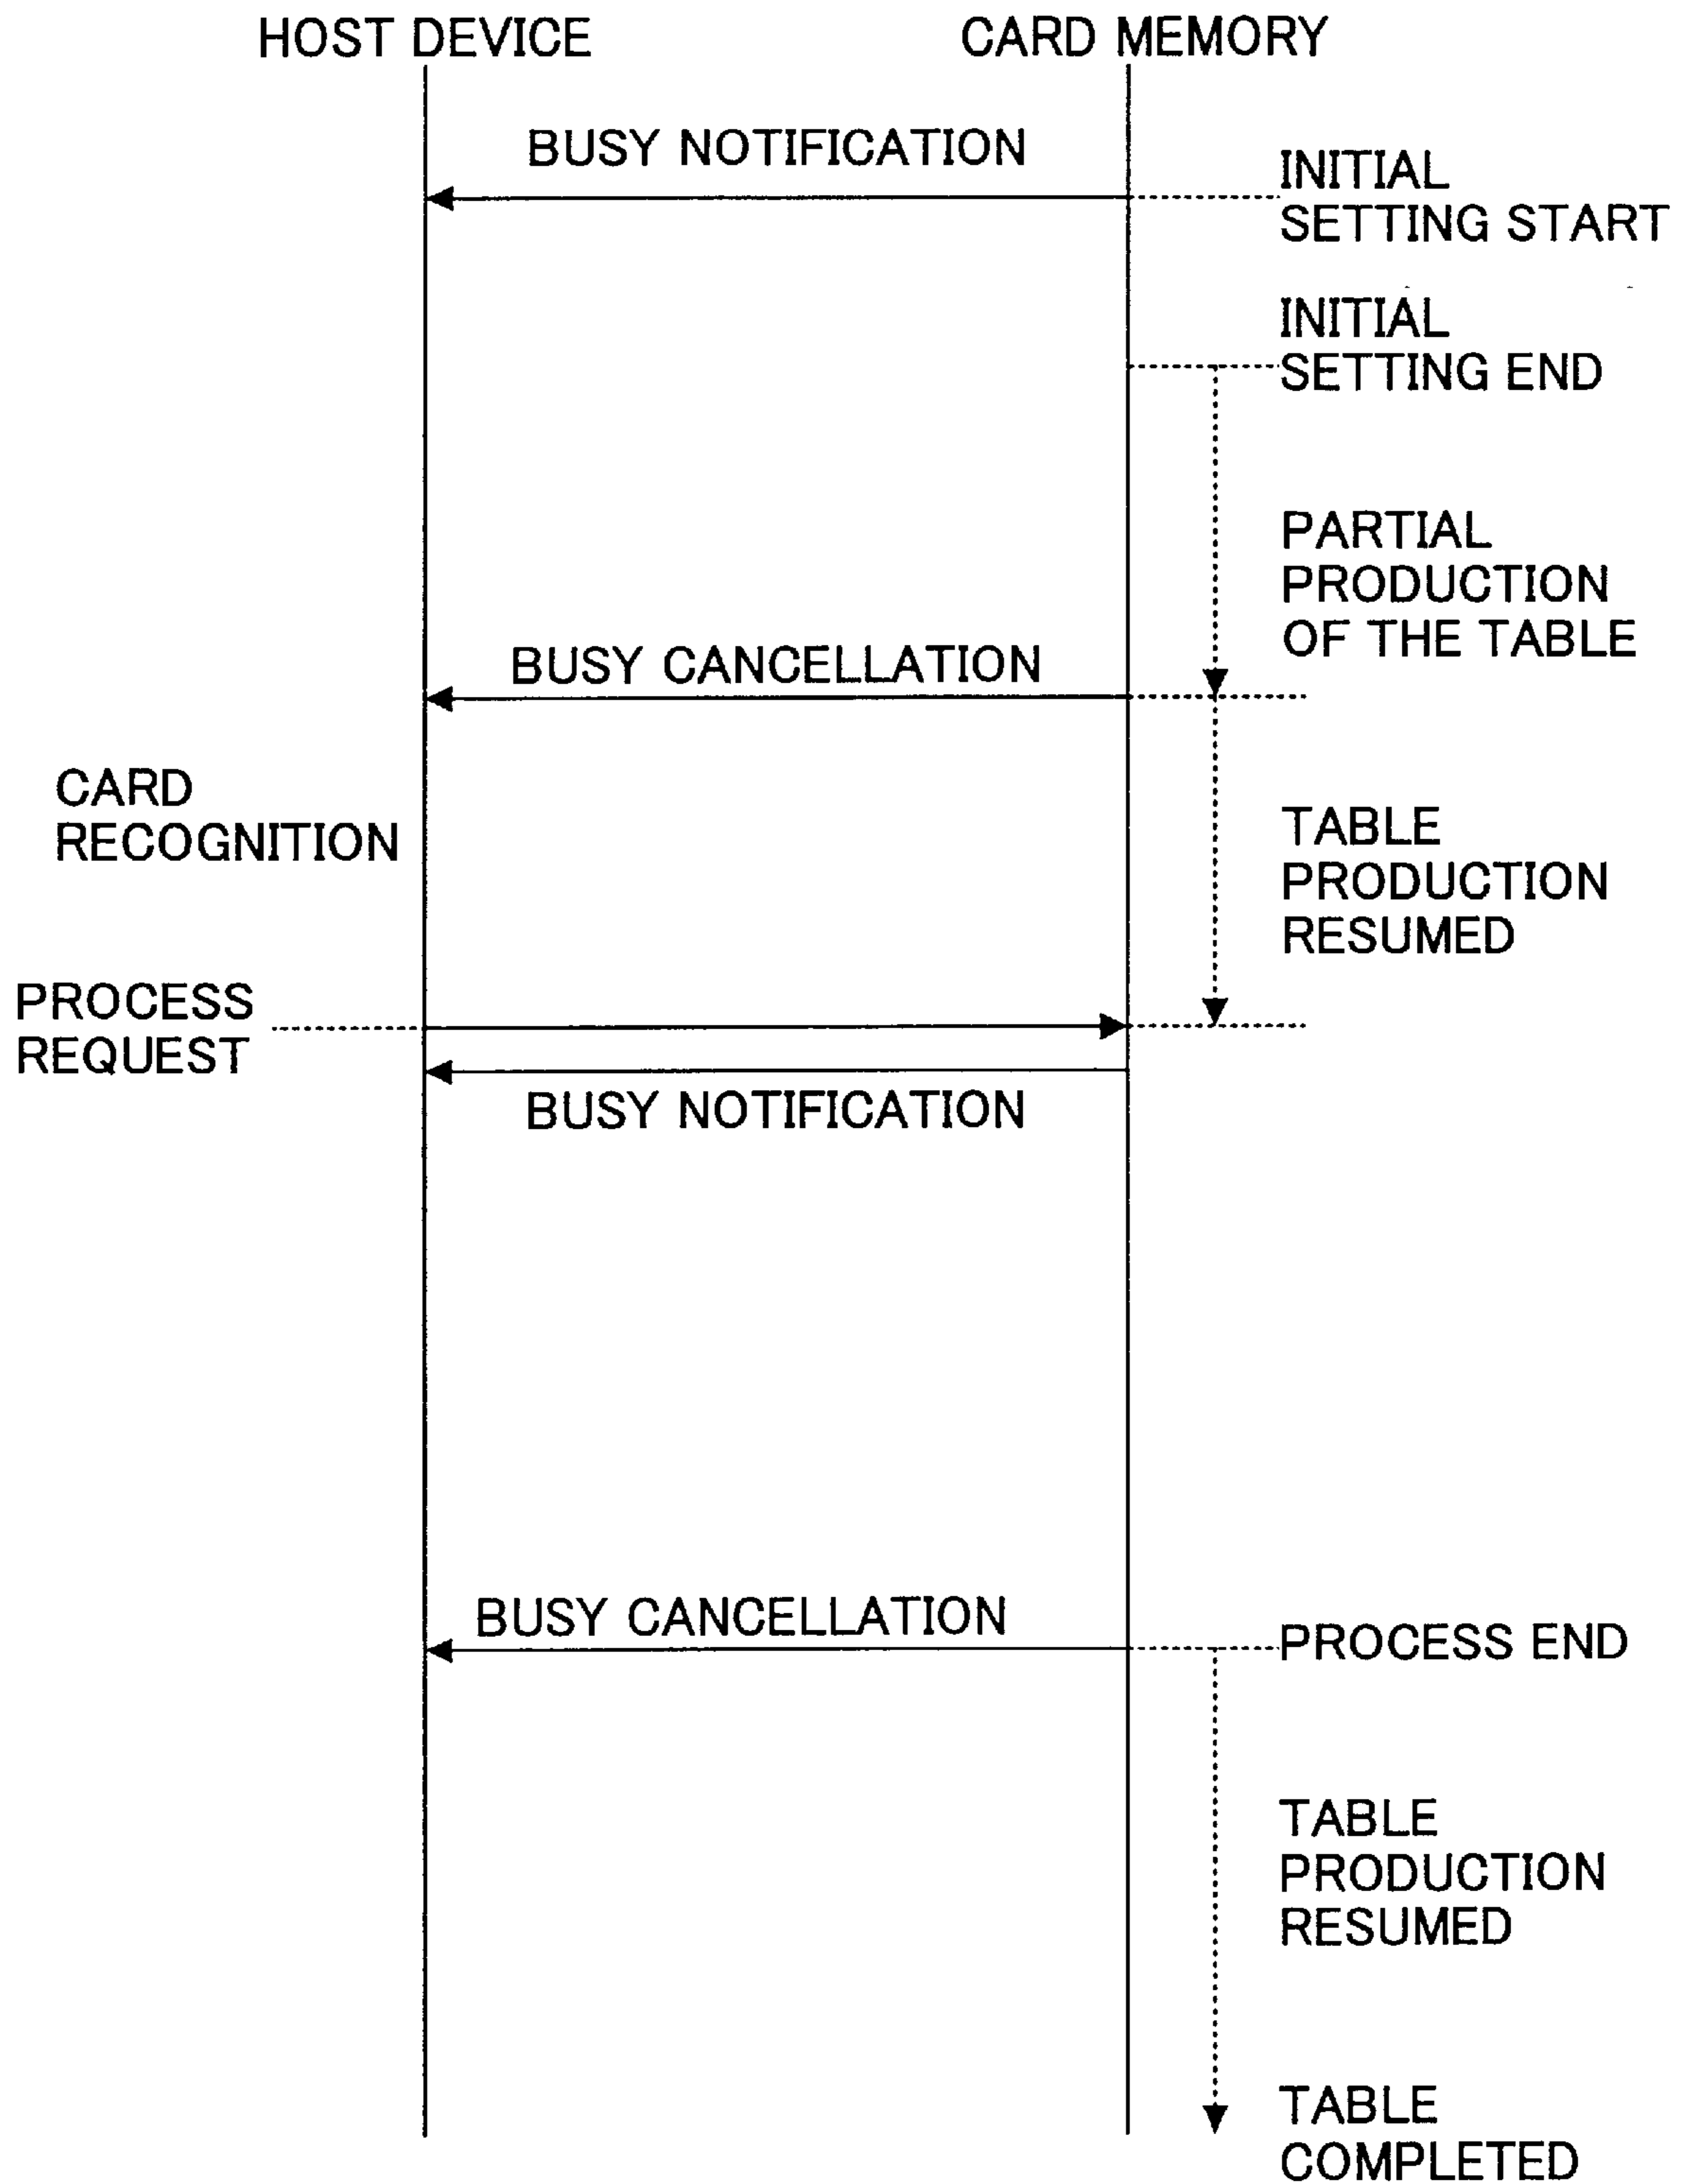 HOST DEVICE
CARD MEMORY
BUSY NOTIFICATION
INITIAL
SETTING START
INITIAL
SETTING END
PARTIAL
PRODUCTION
OF THE TABLE
BUSY CANCELLATION
CARD
RECOGNITION
TABLE
PRODUCTION
RESUMED
PROCESS
REQUEST
BUSY NOTIFICATION
BUSY CANCELLATION
PROCESS END
TABLE
PRODUCTION
RESUMED
TABLE
COMPLETED